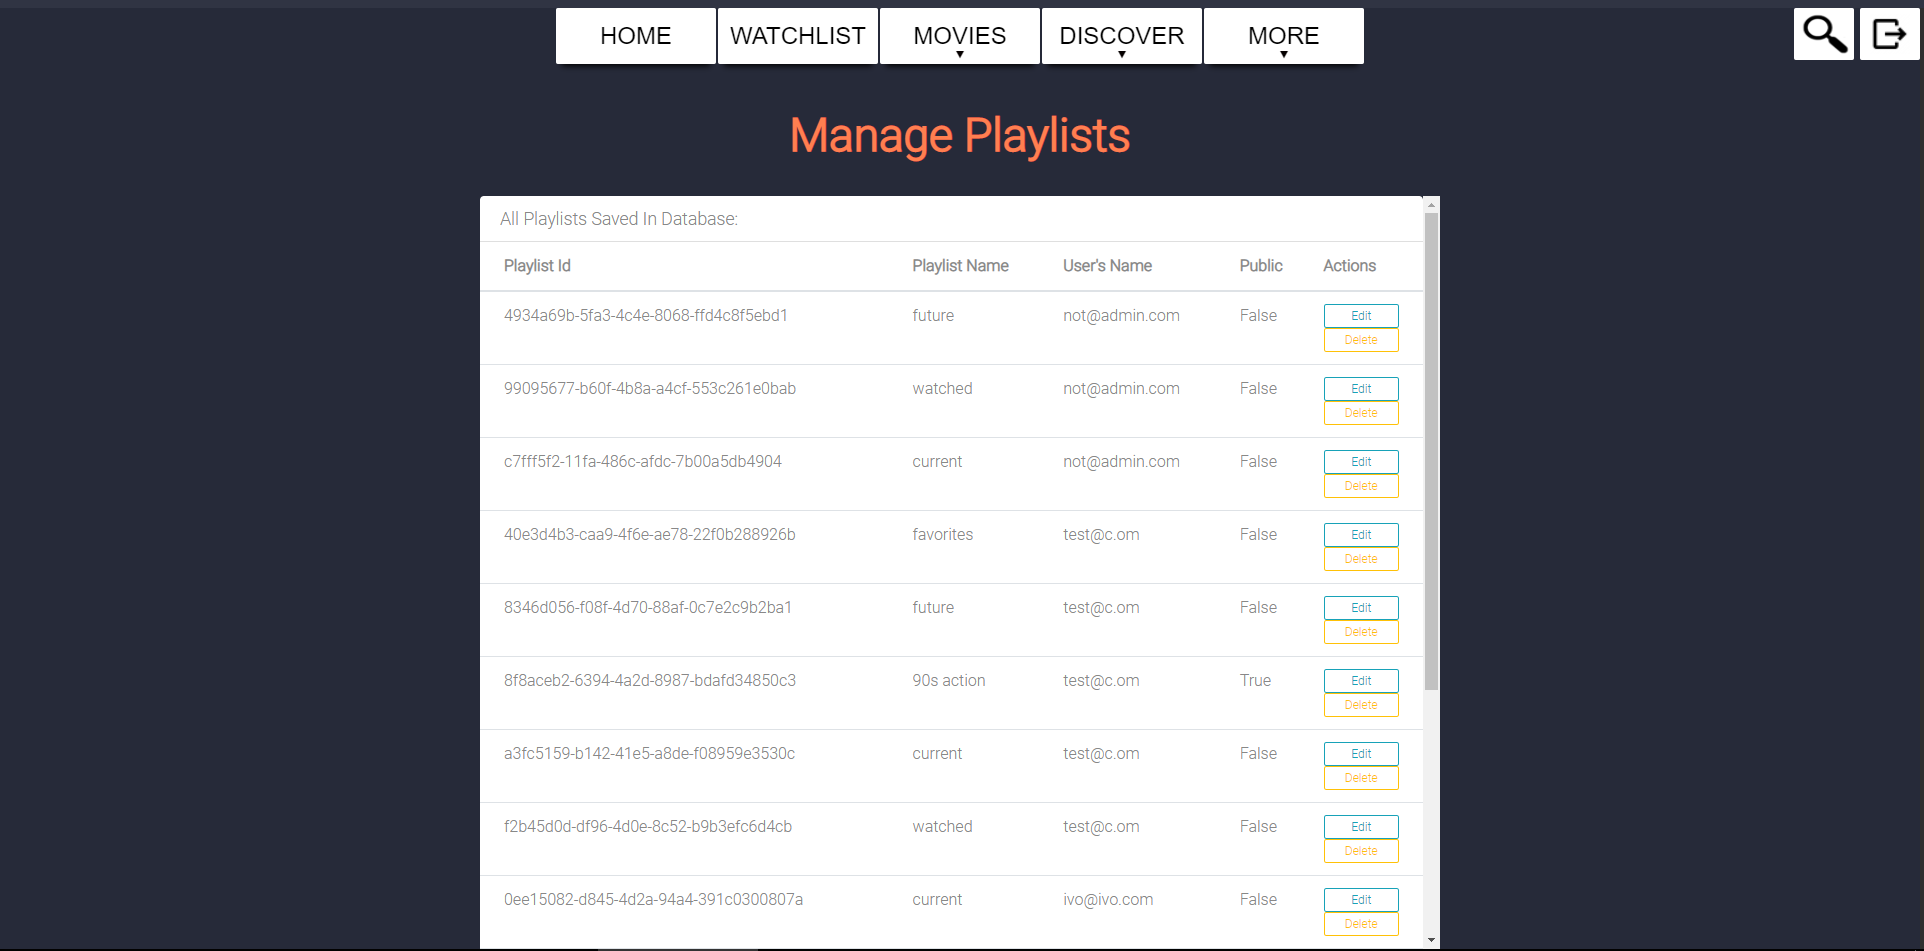 HOME WATCHLIST MOVIES DISCOVER MORE
Manage Playlists
All Playlists Saved In Database:
Playlist Id Playlist Name User's Name Public Actions
4934a69b-5fa3-4c4e-8068-ffd4c8f5ebd1 future not@admin.com False Edit
Delete
99095677-b60f-4b8a-a4cf-553c261e0bab watched not@admin.com False Edit
Delete
c7fff5f2-11fa-486c-afdc-7b00a5db4904 current not@admin.com False Edit
Delete
40e3d4b3-caa9-4f6e-ae78-22f0b288926b favorites test@c.om False Edit
Delete
8346d056-f08f-4d70-88af-0c7e2c9b2ba1 future test@c.om False Edit
Delete
8f8aceb2-6394-4a2d-8987-bdafd34850c3 90s action test@c.om True Edit
Delete
a3fc5159-b142-41e5-a8de-f08959e3530c current test@c.om False Edit
Delete
f2b45d0d-df96-4d0e-8c52-b9b3efc6d4cb watched test@c.om False Edit
Delete
0ee15082-d845-4d2a-94a4-391c0300807a current ivo@ivo.com False Edit
Delete